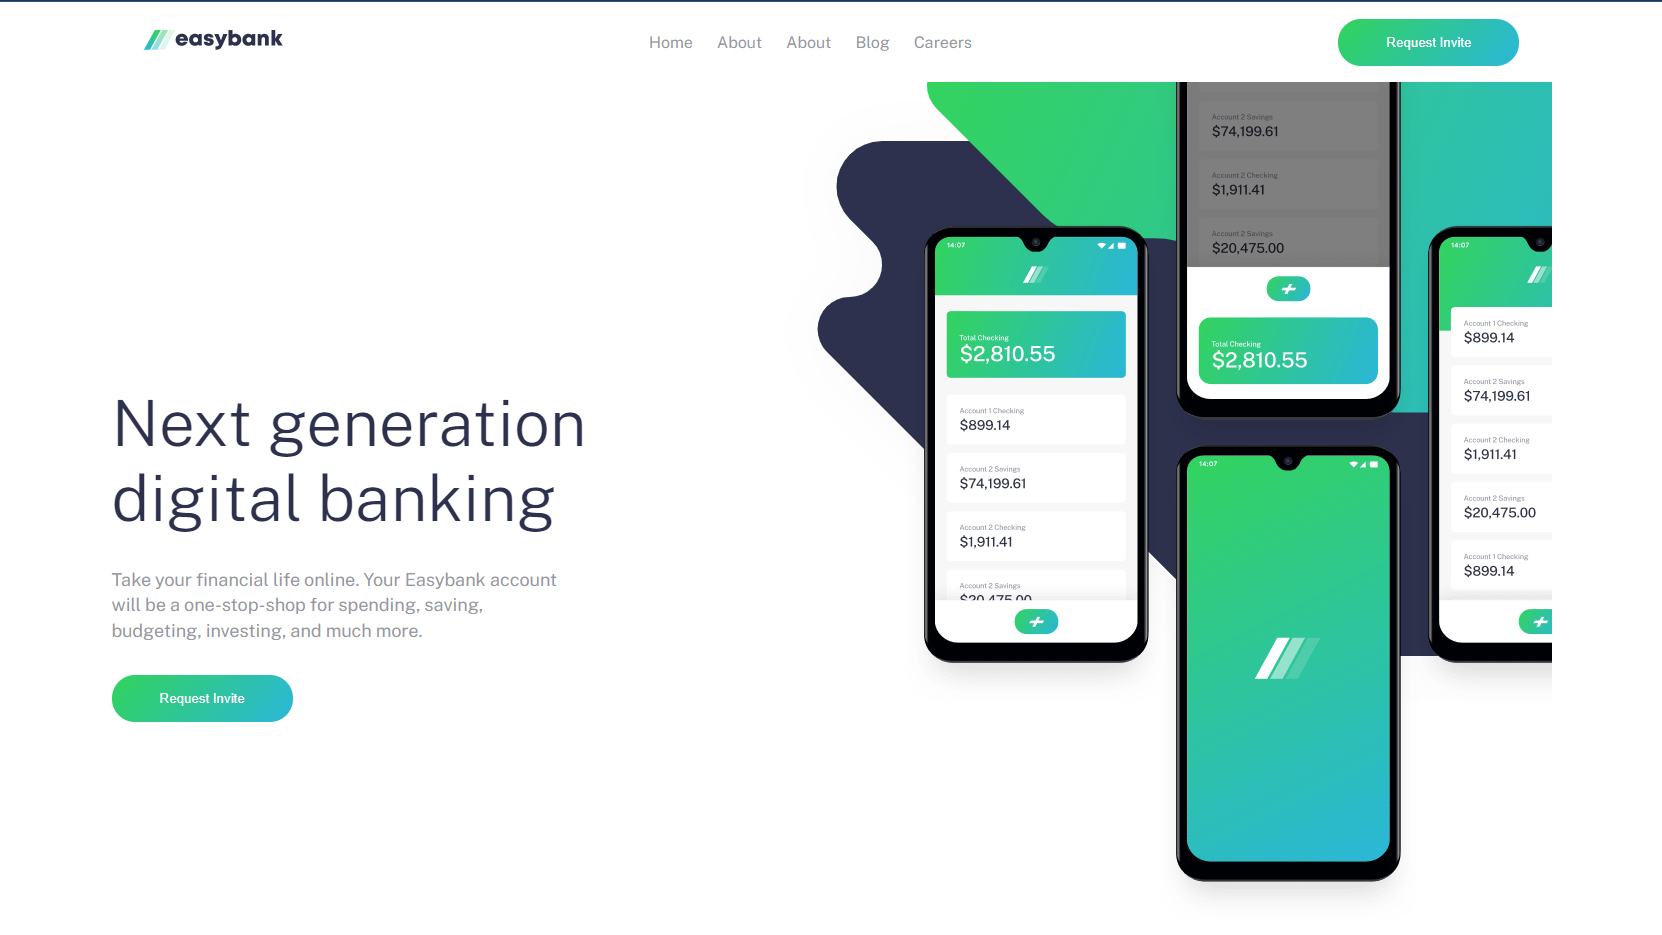 easybank
Home About About Blog Careers
Request Invite
Next generation
digital banking
Take your financial life online. Your Easybank account
will be a one-stop-shop for spending, saving,
budgeting, investing, and much more.
Request Invite
14:07
Total Checking
$2,810.55
Account 1 Checking
$899.14
Account 2 Savings
$74,199.61
Account 2 Checking
$1,911.41
Account 2 Savings
$20,475.00
Account 2 Savings
$74,199.61
Account 2 Checking
$1,911.41
Account 2 Savings
$20,475.00
Total Checking
$2,810.55
14:07
14:07
Account 1 Checking
$899.14
Account 2 Savings
$74,199.61
Account 2 Checking
$1,911.41
Account 2 Savings
$20,475.00
Account 1 Checking
$899.14